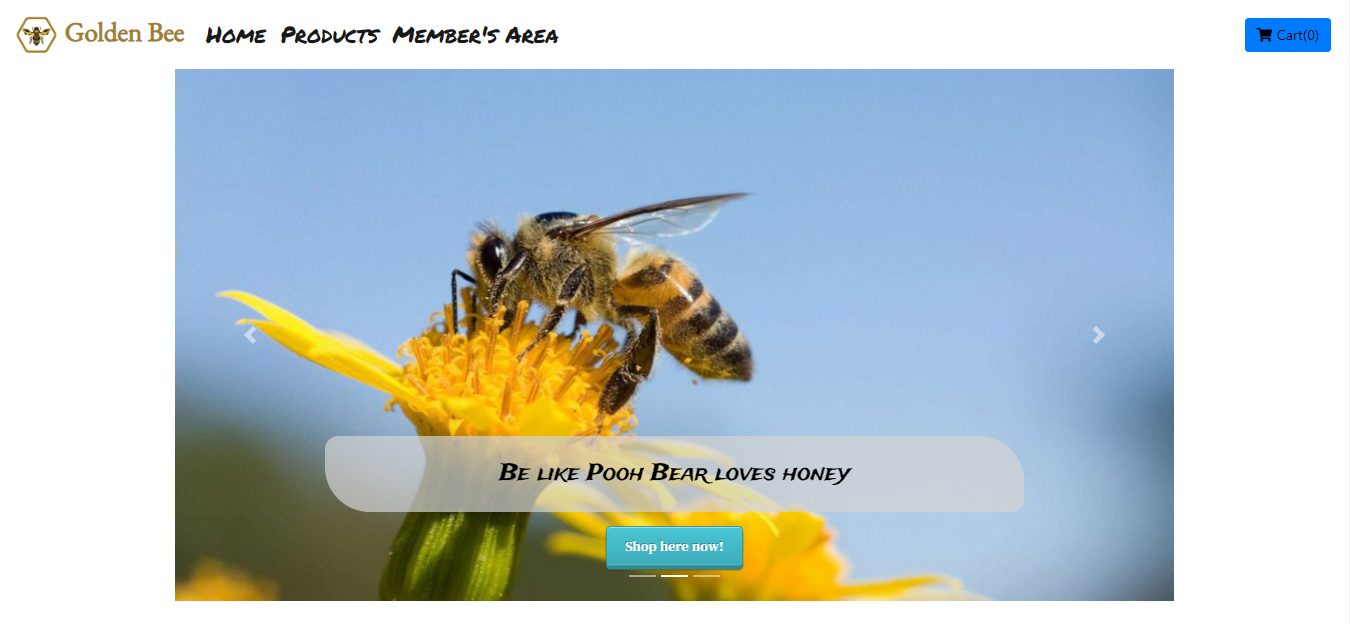 Golden Bee
Home Products Member's Area
Cart(0)
Be like Pooh Bear loves honey
Shop here now!